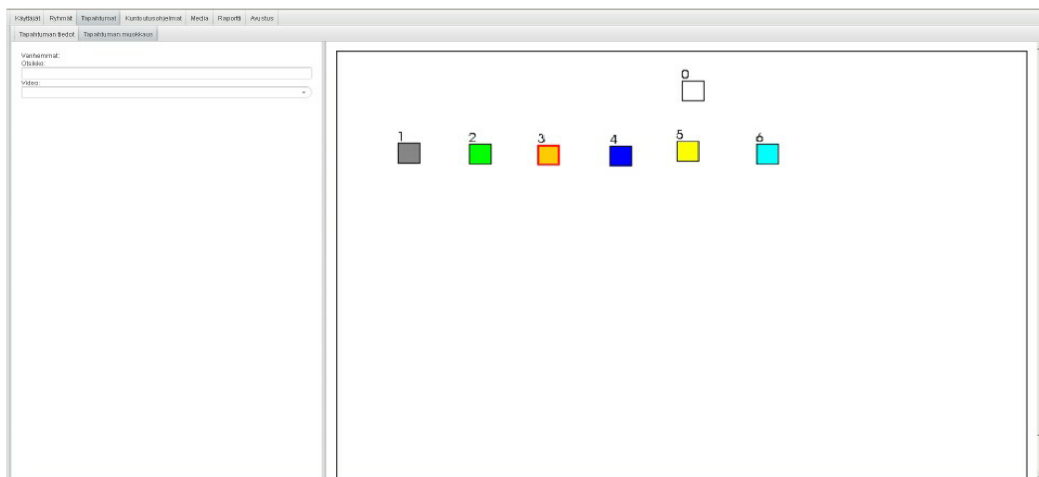 Käyttäjät Ryhmät Tapahtumat Kuntoutusohjelmat Media Raportti Avustus
Tapahtuman tiedot Tapahtuman muokkaus
Vanhemmat:
Otsikko:
Video:
0
1 2 3 4 5 6